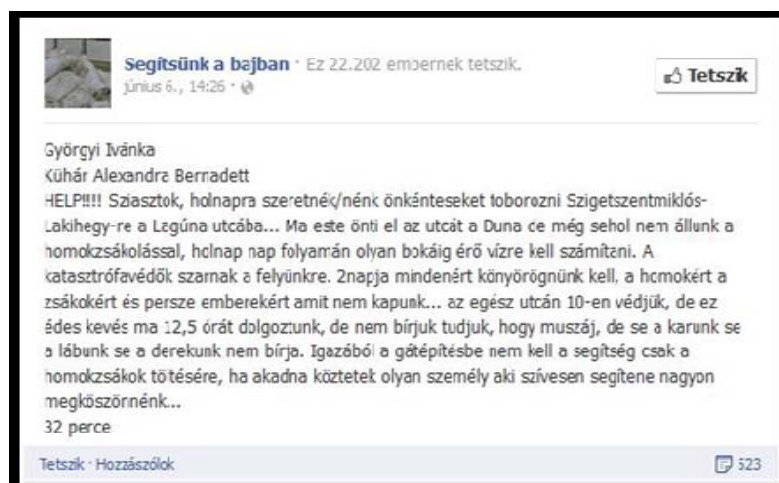 Segítsünk a bajban · Ez 22.202 embernek tetszik.
június 6., 14:26 ·
Tetszik
Györgyi Ivánka
Kühár Alexandra Bernadett
HELP!!!! Sziasztok, holnapra szeretnék/nénk önkénteseket toborozni Szigetszentmiklós-
Lakihegy-re a Lagúna utcába... Ma este önti el az utcát a Duna de még sehol nem állunk a
homokzsákolással, holnap nap folyamán olyan bokáig érő vízre kell számítani. A
katasztrófavédők szarnak a felyünkre. 2napja mindenért könyörögnünk kell, a homokért a
zsákokért és persze emberekért amit nem kapunk... az egész utcán 10-en védjük, de ez
édes kevés ma 12,5 órát dolgoztunk, de nem bírjuk tudjuk, hogy muszáj, de se a karunk se
a lábunk se a derekunk nem bírja. Igazából a gátépítésbe nem kell a segítség csak a
homokzsákok töltésére, ha akadna köztetek olyan személy aki szívesen segítene nagyon
megköszörnénk...
32 perce
Tetszik · Hozzászólok
523